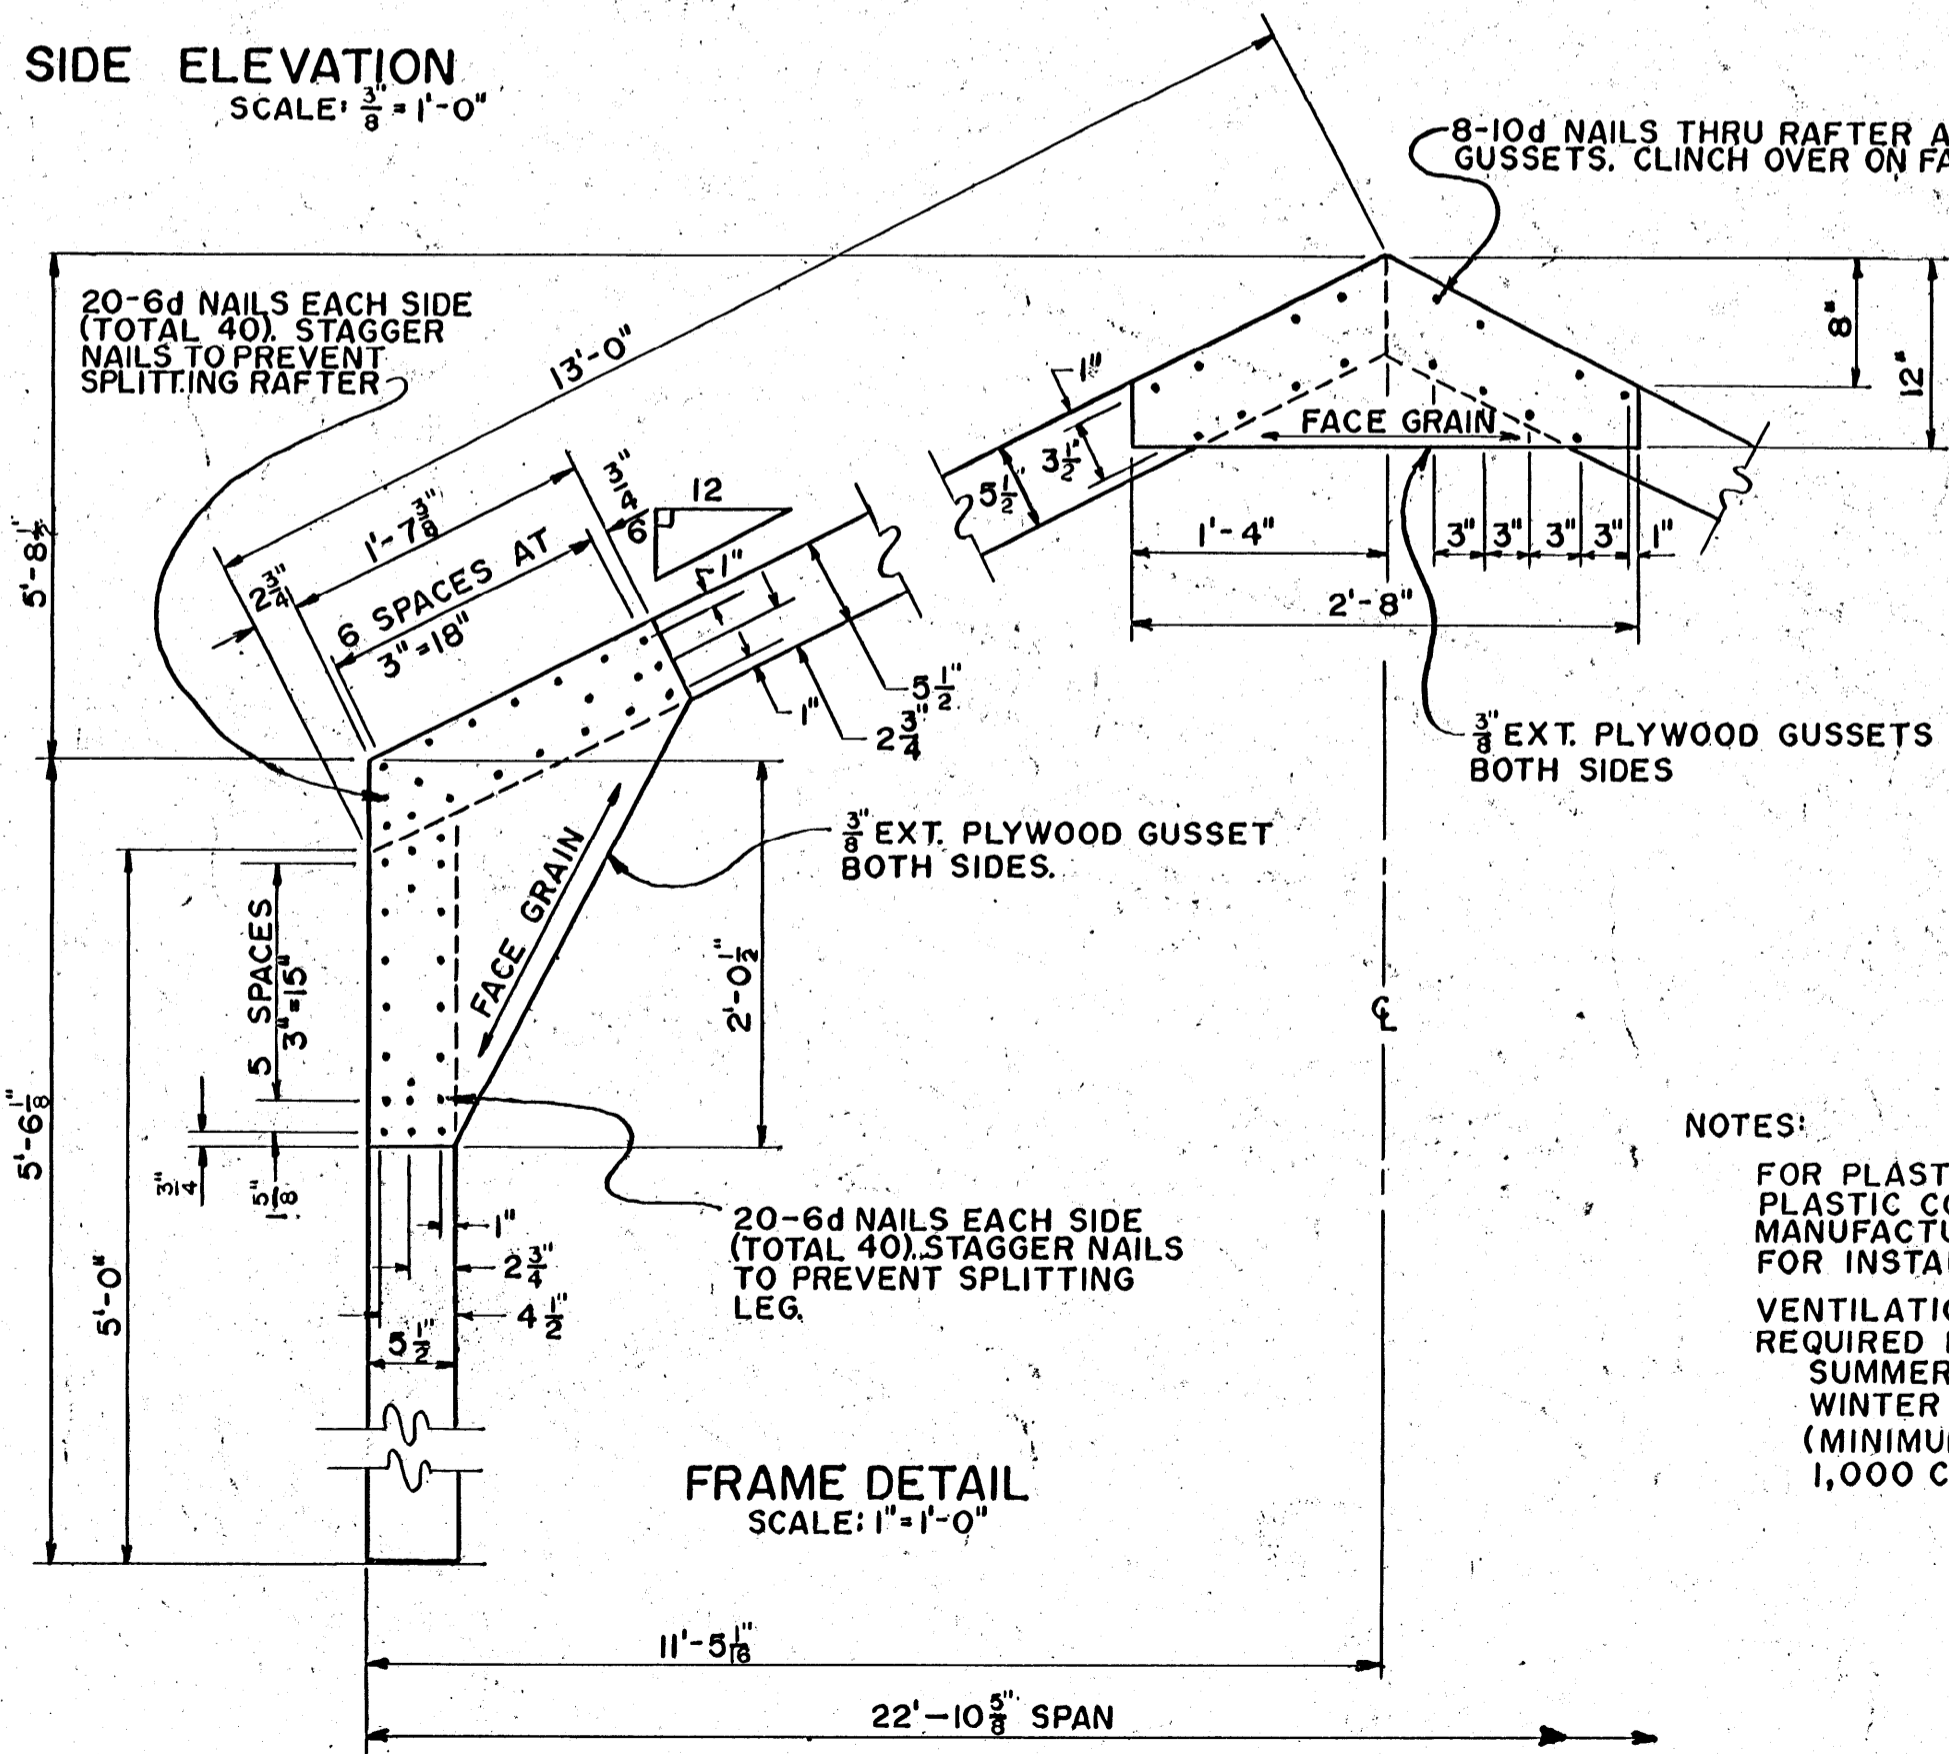 SIDE ELEVATION
SCALE: 3/8" = 1'-0"
8-10d NAILS THRU RAFTER A
GUSSETS. CLINCH OVER ON FA
20-6d NAILS EACH SIDE
(TOTAL 40). STAGGER
NAILS TO PREVENT
SPLITTING RAFTER
13'-0"
8"
12"
1"
3 1/2"
5 1/2"
FACE GRAIN
1'-4"
3"
3"
3"
3"
1"
2'-8"
5'-8 1/2"
2 3/4"
1'-7 3/8"
3/4"
6 SPACES AT
3"=18"
12
6
1"
5 1/2"
1"
2 3/4"
3/8" EXT. PLYWOOD GUSSETS
BOTH SIDES
3/8" EXT. PLYWOOD GUSSET
BOTH SIDES.
FACE GRAIN
5 SPACES
3"=15"
2'-0 1/2"
℄
5'-6 1/8"
5'-0"
3/4"
1 5/8"
1"
2 3/4"
4 1/2"
5 1/2"
20-6d NAILS EACH SIDE
(TOTAL 40). STAGGER NAILS
TO PREVENT SPLITTING
LEG.
NOTES:
FOR PLAST
PLASTIC CO
MANUFACTU
FOR INSTA
VENTILATIO
REQUIRED
SUMMER
WINTER
(MINIMU
1,000 C
FRAME DETAIL
SCALE: 1"=1'-0"
11'-5 1/16"
22'-10 5/8" SPAN